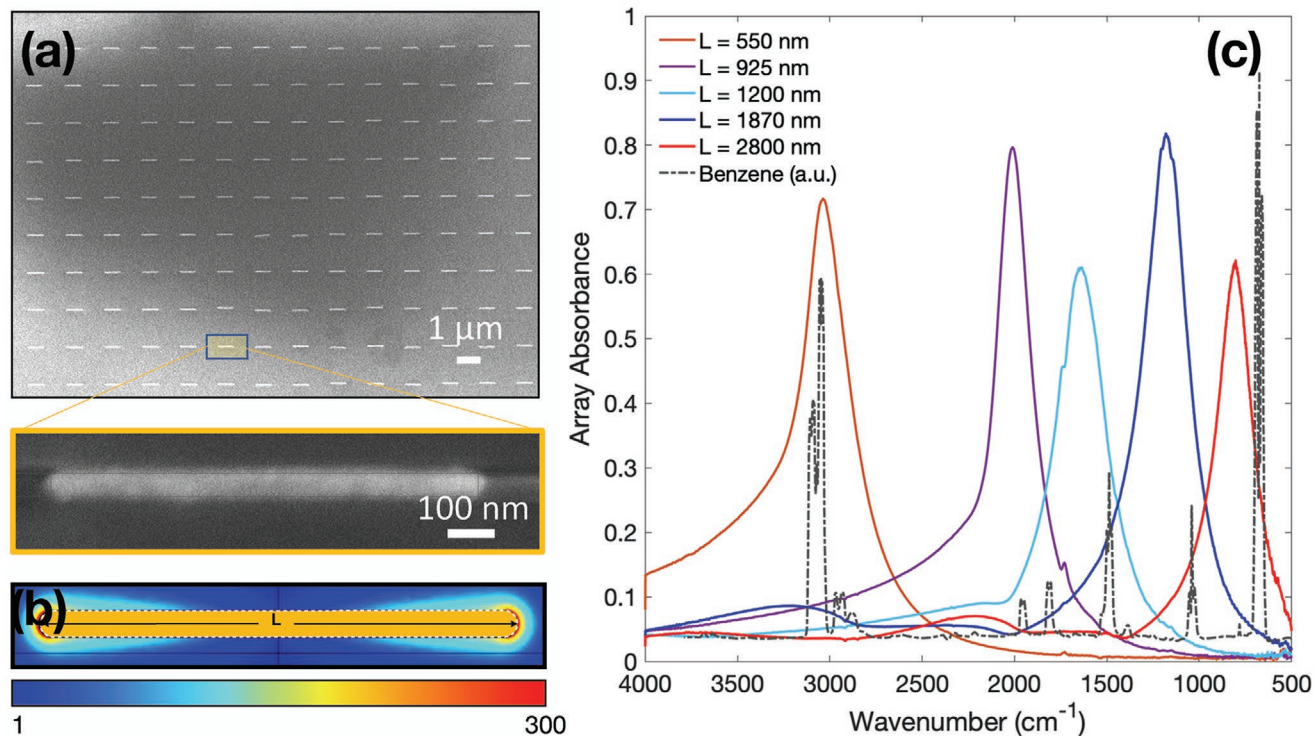 (a)
1 μm
100 nm
(b)
L
1
300
(c)
L = 550 nm
L = 925 nm
L = 1200 nm
L = 1870 nm
L = 2800 nm
Benzene (a.u.)
Array Absorbance
1
0.9
0.8
0.7
0.6
0.5
0.4
0.3
0.2
0.1
0
4000 3500 3000 2500 2000 1500 1000 500
Wavenumber (cm⁻¹)